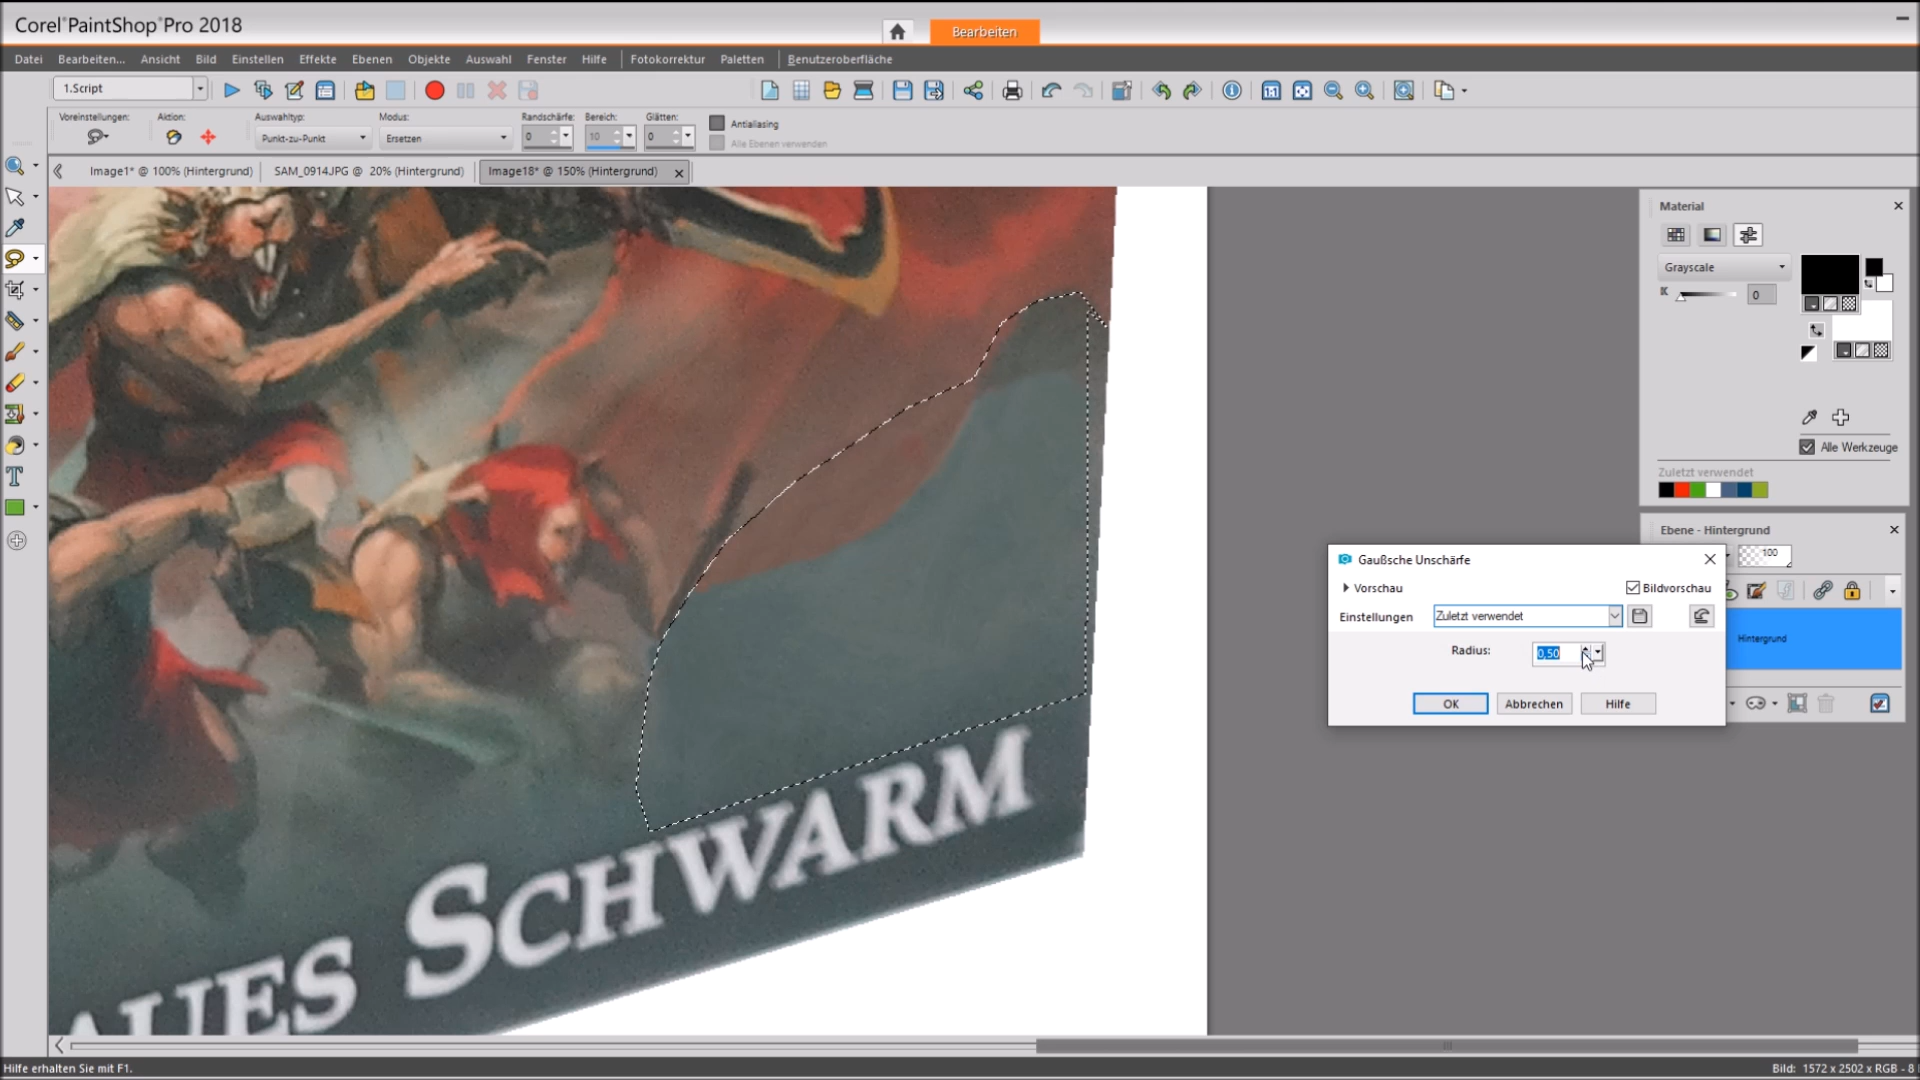 Corel®PaintShop®Pro 2018
Bearbeiten
Datei Bearbeiten... Ansicht Bild Einstellen Effekte Ebenen Objekte Auswahl Fenster Hilfe Fotokorrektur Paletten Benutzeroberfläche
1.Script
Voreinstellungen: Aktion: Auswahltyp: Modus: Randschärfe: Bereich: Glätten:
Antialiasing
Punkt-zu-Punkt Ersetzen 0 10 0
Alle Ebenen verwenden
Image1* @ 100% (Hintergrund) SAM_0914.JPG @ 20% (Hintergrund) Image18* @ 150% (Hintergrund)
Material
Grayscale
K 0
Alle Werkzeuge
Zuletzt verwendet
Ebene - Hintergrund
100
Hintergrund
Gaußsche Unschärfe
Vorschau Bildvorschau
Einstellungen Zuletzt verwendet
Radius: 0,50
OK Abbrechen Hilfe
AUES SCHWARM
Hilfe erhalten Sie mit F1.
Bild: 1572 x 2502 x RGB - 8